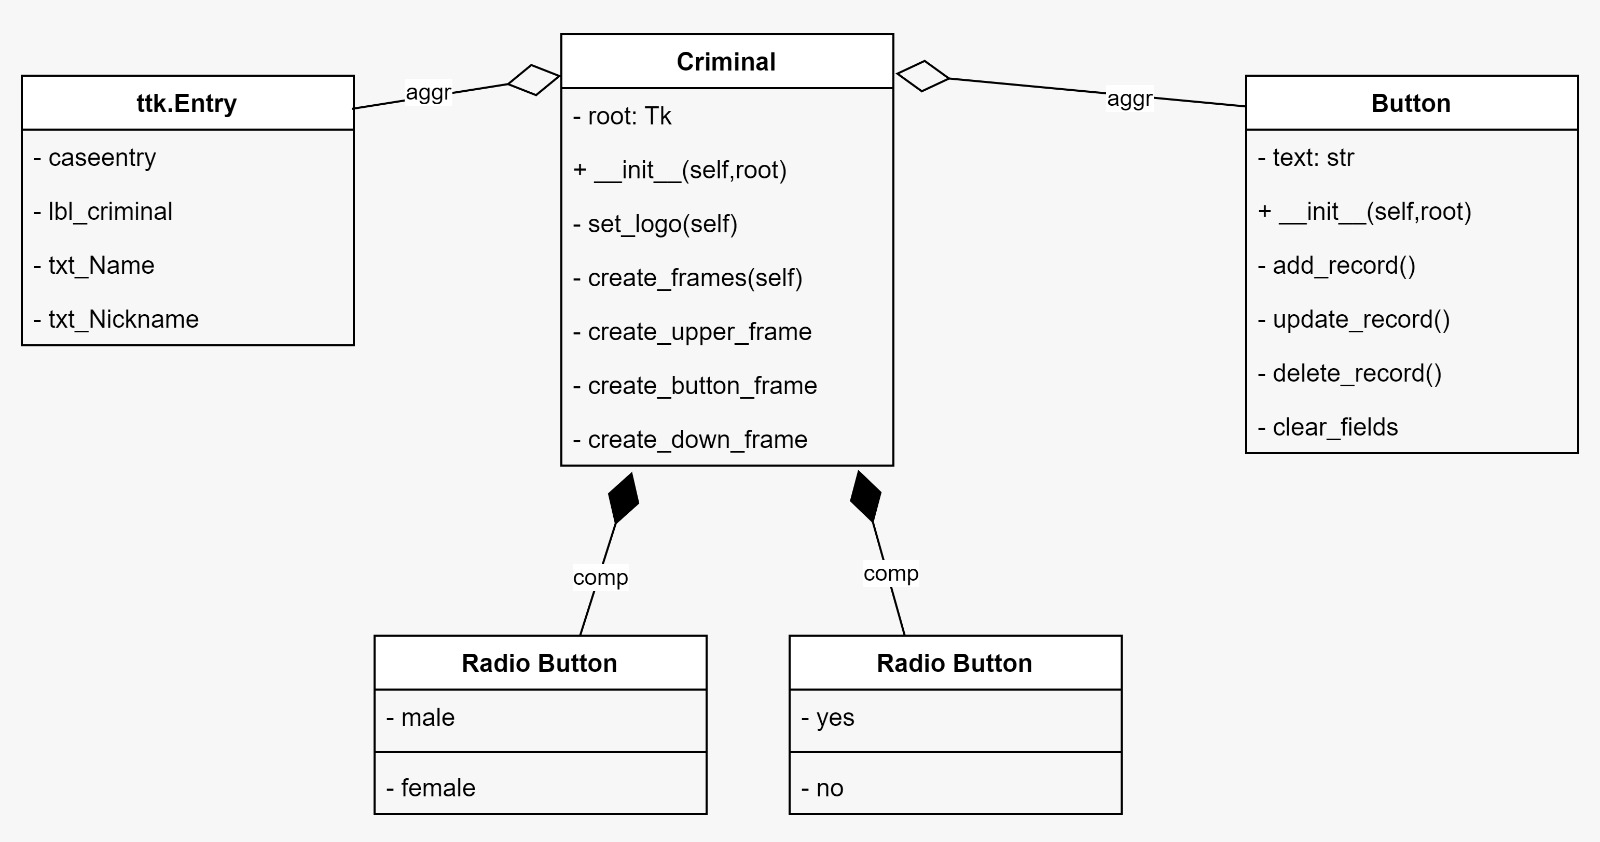 ttk.Entry
- caseentry
- lbl_criminal
- txt_Name
- txt_Nickname
aggr
Criminal
- root: Tk
+ __init__(self,root)
- set_logo(self)
- create_frames(self)
- create_upper_frame
- create_button_frame
- create_down_frame
aggr
Button
- text: str
+ __init__(self,root)
- add_record()
- update_record()
- delete_record()
- clear_fields
comp
comp
Radio Button
- male
- female
Radio Button
- yes
- no